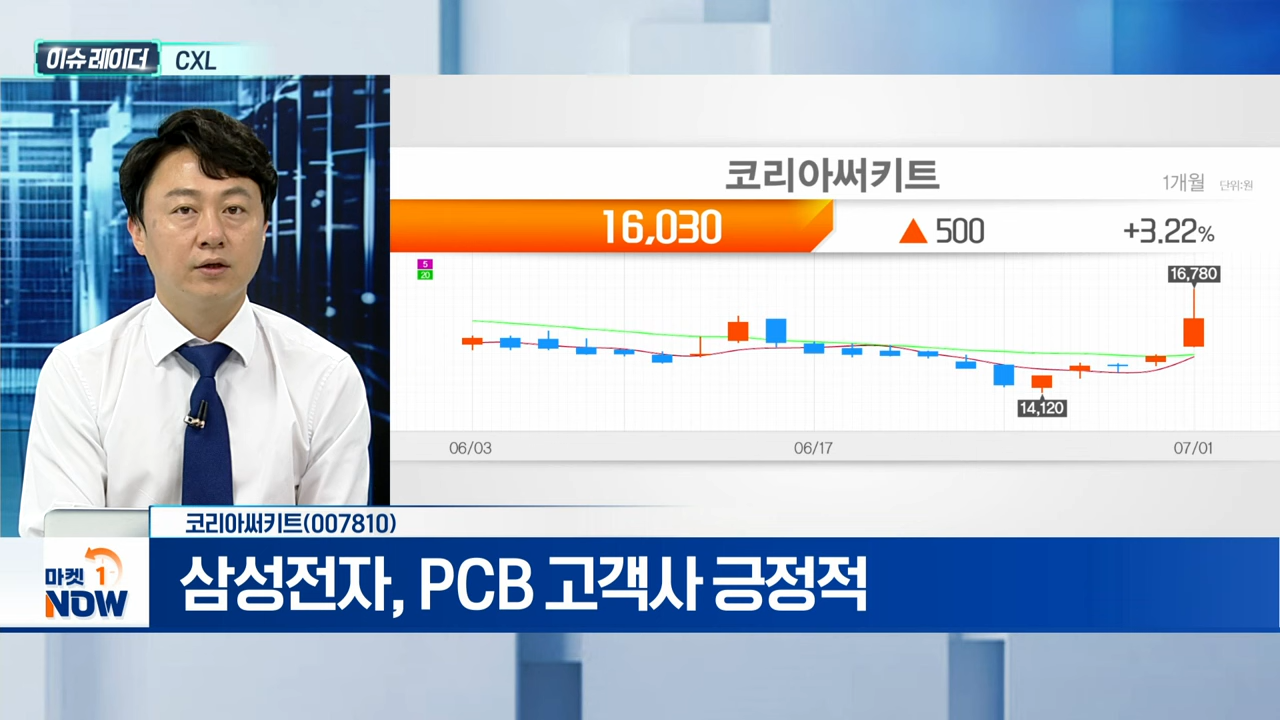 이슈레이더 CXL
코리아써키트
1개월 단위:원
16,030 ▲ 500 +3.22%
5
20
16,780
14,120
06/03 06/17 07/01
코리아써키트(007810)
마켓 1
NOW
삼성전자, PCB 고객사 긍정적